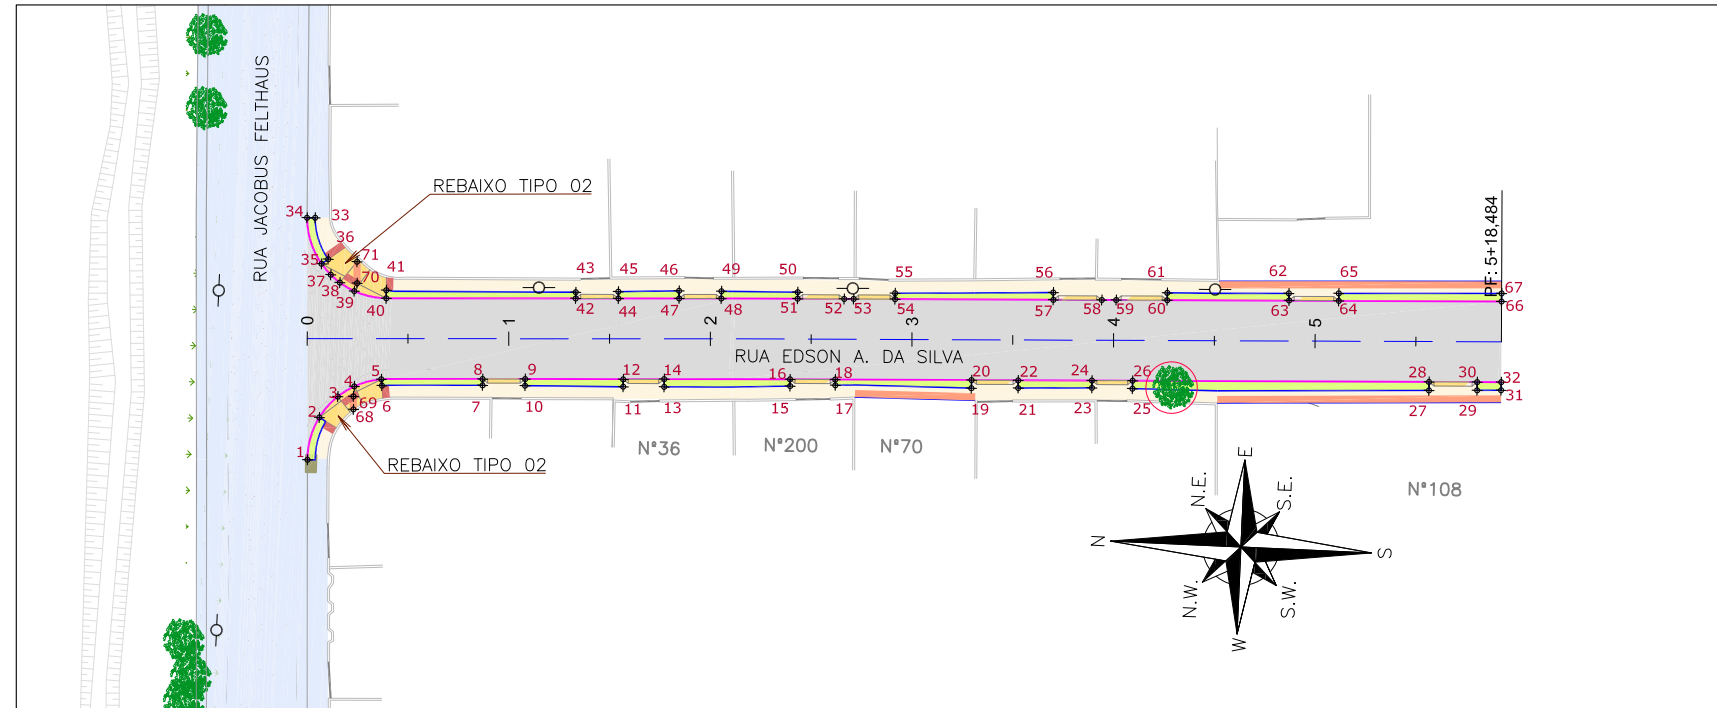 RUA JACOBUS FELTHAUS
REBAIXO TIPO 02
34 33
36
35 71
37 70 41 43 45 46 49 50 55 56 61 62 65 67
38
39
40 42 44 47 48 51 52 53 54 57 58 59 60 63 64 66
PF: 5+18,484
0 1 2 3 4 5
RUA EDSON A. DA SILVA
5 8 9 12 14 16 18 20 22 24 26 28 30 32
4
3
69
2 68 6 7 10 11 13 15 17 19 21 23 25 27 29 31
1
REBAIXO TIPO 02
Nº36 Nº200 Nº70
Nº108
E
N.E. S.E.
N S
N.W. S.W.
W